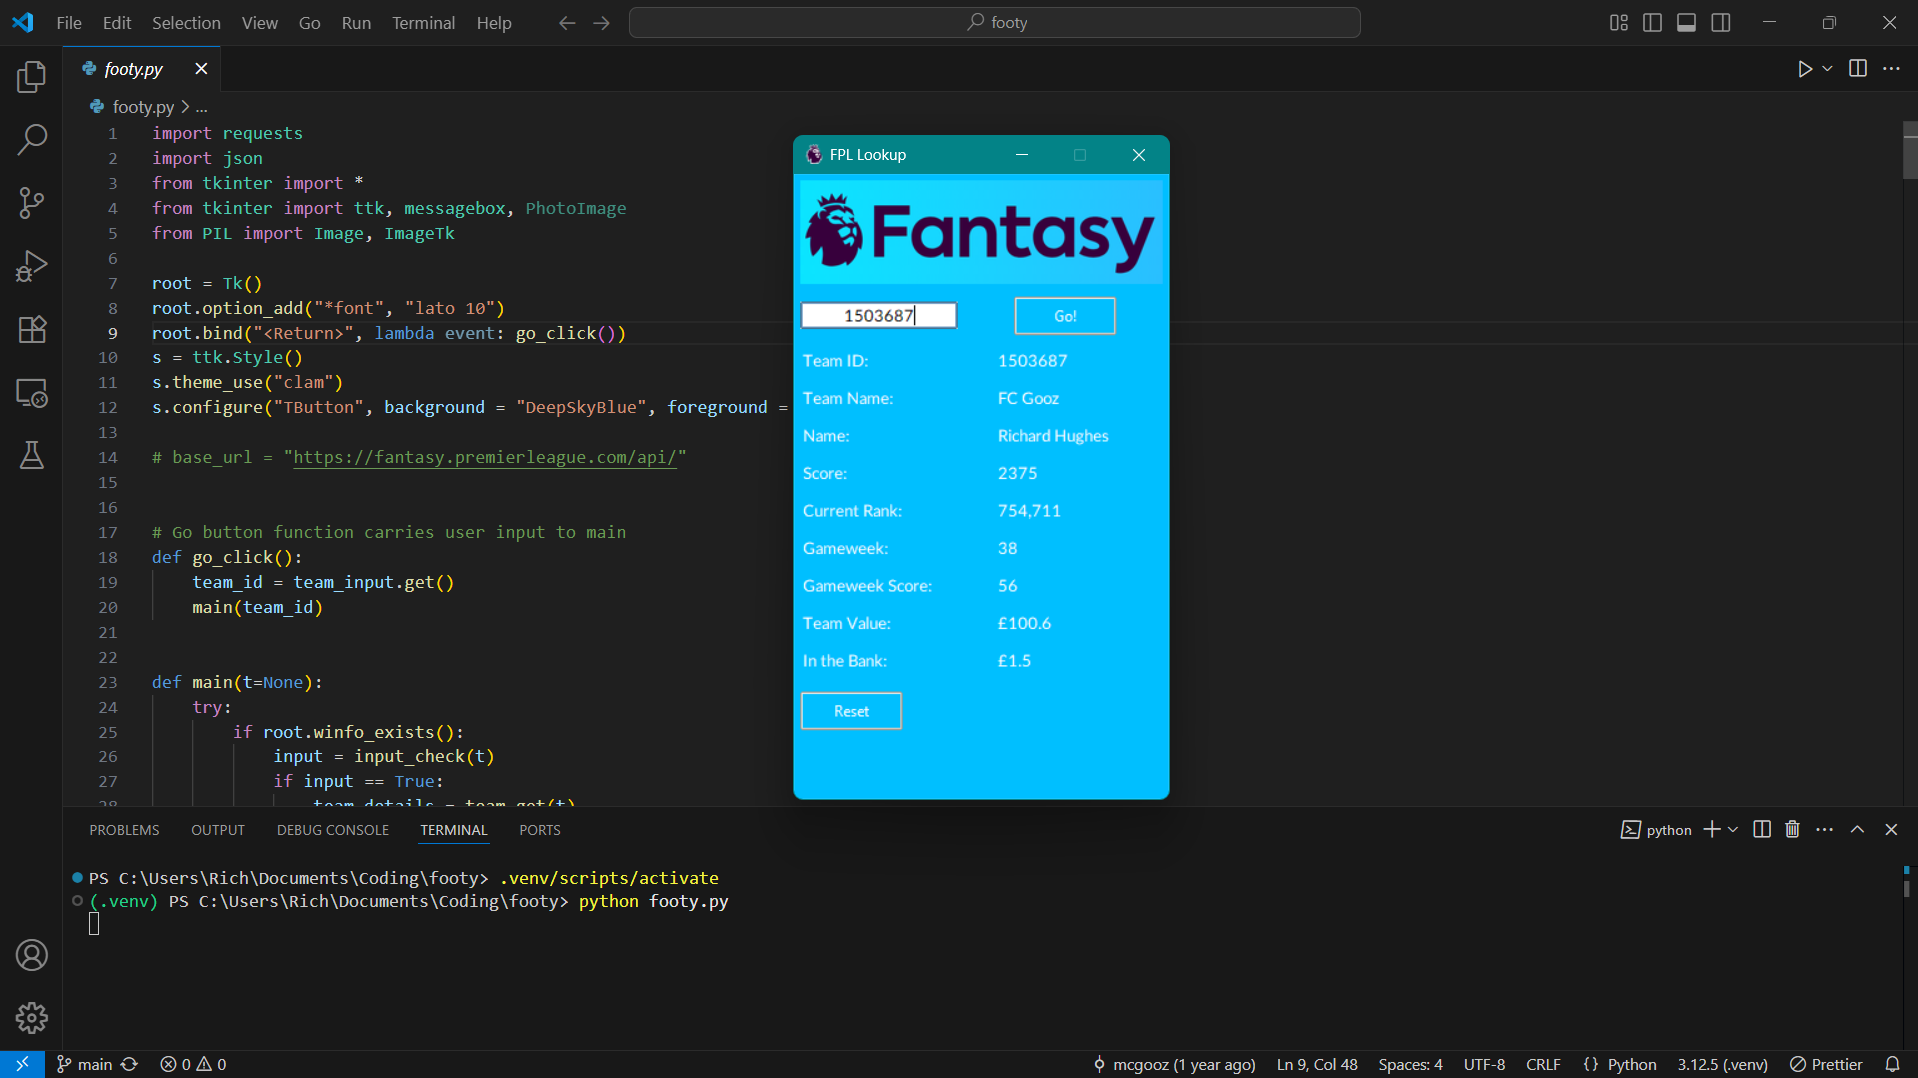 File Edit Selection View Go Run Terminal Help
footy
footy.py
footy.py > ...
1 import requests
2 import json
3 from tkinter import *
4 from tkinter import ttk, messagebox, PhotoImage
5 from PIL import Image, ImageTk
6
7 root = Tk()
8 root.option_add("*font", "lato 10")
9 root.bind("<Return>", lambda event: go_click())
10 s = ttk.Style()
11 s.theme_use("clam")
12 s.configure("TButton", background = "DeepSkyBlue", foreground =
13
14 # base_url = "https://fantasy.premierleague.com/api/"
15
16
17 # Go button function carries user input to main
18 def go_click():
19 team_id = team_input.get()
20 main(team_id)
21
22
23 def main(t=None):
24 try:
25 if root.winfo_exists():
26 input = input_check(t)
27 if input == True:
28 team_details = team_get(t)
FPL Lookup
Fantasy
1503687 Go!
Team ID: 1503687
Team Name: FC Gooz
Name: Richard Hughes
Score: 2375
Current Rank: 754,711
Gameweek: 38
Gameweek Score: 56
Team Value: £100.6
In the Bank: £1.5
Reset
PROBLEMS OUTPUT DEBUG CONSOLE TERMINAL PORTS
python
PS C:\Users\Rich\Documents\Coding\footy> .venv/scripts/activate
(.venv) PS C:\Users\Rich\Documents\Coding\footy> python footy.py
main 0 0 mcgooz (1 year ago) Ln 9, Col 48 Spaces: 4 UTF-8 CRLF {} Python 3.12.5 (.venv) Prettier